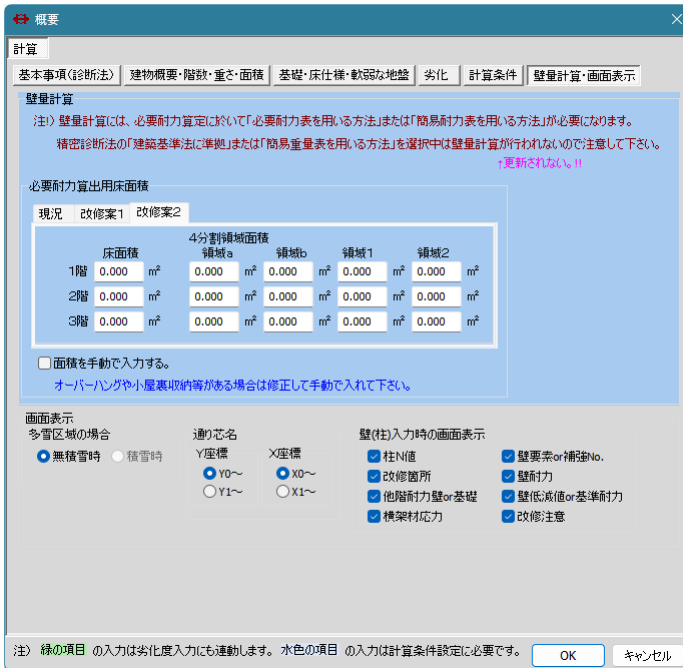 概要
計算
基本事項(診断法) 建物概要・階数・重さ・面積 基礎・床仕様・軟弱な地盤 劣化 計算条件 壁量計算・画面表示
壁量計算
注!) 壁量計算には、必要耐力算定に於いて「必要耐力表を用いる方法」または「簡易耐力表を用いる方法」が必要になります。
精密診断法の「建築基準法に準拠」または「簡易重量表を用いる方法」を選択中は壁量計算が行われないので注意して下さい。
↑更新されない。!!
必要耐力算出用床面積
現況 改修案1 改修案2
4分割領域面積
床面積 領域a 領域b 領域1 領域2
1階 0.000 m² 0.000 m² 0.000 m² 0.000 m² 0.000 m²
2階 0.000 m² 0.000 m² 0.000 m² 0.000 m² 0.000 m²
3階 0.000 m² 0.000 m² 0.000 m² 0.000 m² 0.000 m²
面積を手動で入力する。
オーバーハングや小屋裏収納等がある場合は修正して手動で入れて下さい。
画面表示
多雪区域の場合 通り芯名 壁(柱)入力時の画面表示
無積雪時 積雪時 Y座標 X座標 柱N値 壁要素or補強No.
Y0～ X0～ 改修箇所 壁耐力
Y1～ X1～ 他階耐力壁or基礎 壁低減値or基準耐力
横架材応力 改修注意
注) 緑の項目 の入力は劣化度入力にも連動します。 水色の項目 の入力は計算条件設定に必要です。 OK キャンセル